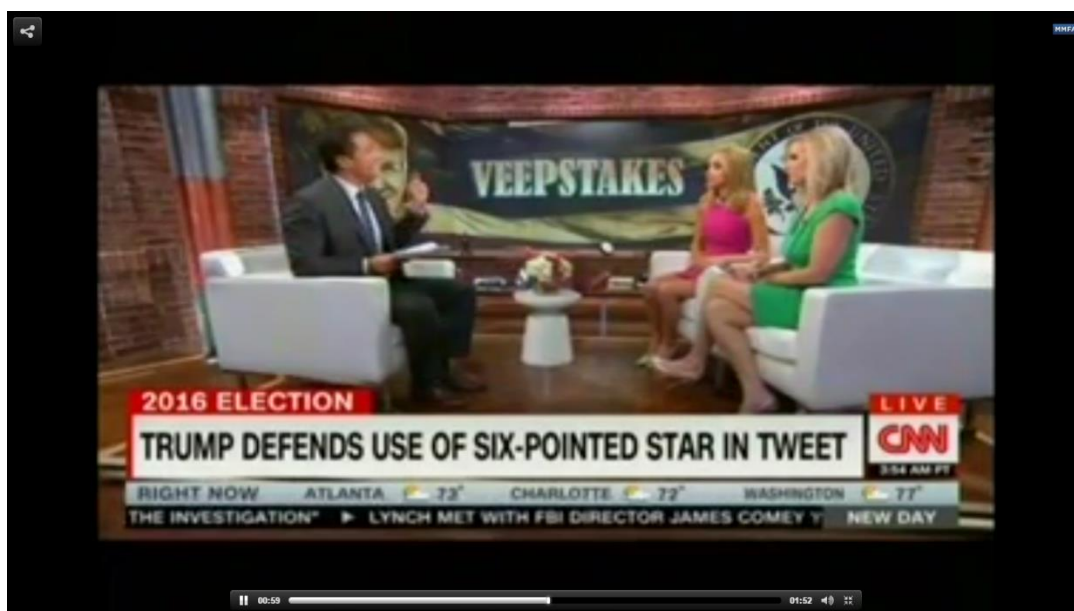 MMFA
VEEPSTAKES
2016 ELECTION
LIVE
TRUMP DEFENDS USE OF SIX-POINTED STAR IN TWEET
CNN
3:54 AM PT
RIGHT NOW ATLANTA 73° CHARLOTTE 72° WASHINGTON 77°
THE INVESTIGATION" ► LYNCH MET WITH FBI DIRECTOR JAMES COMEY
NEW DAY
00:59 01:52